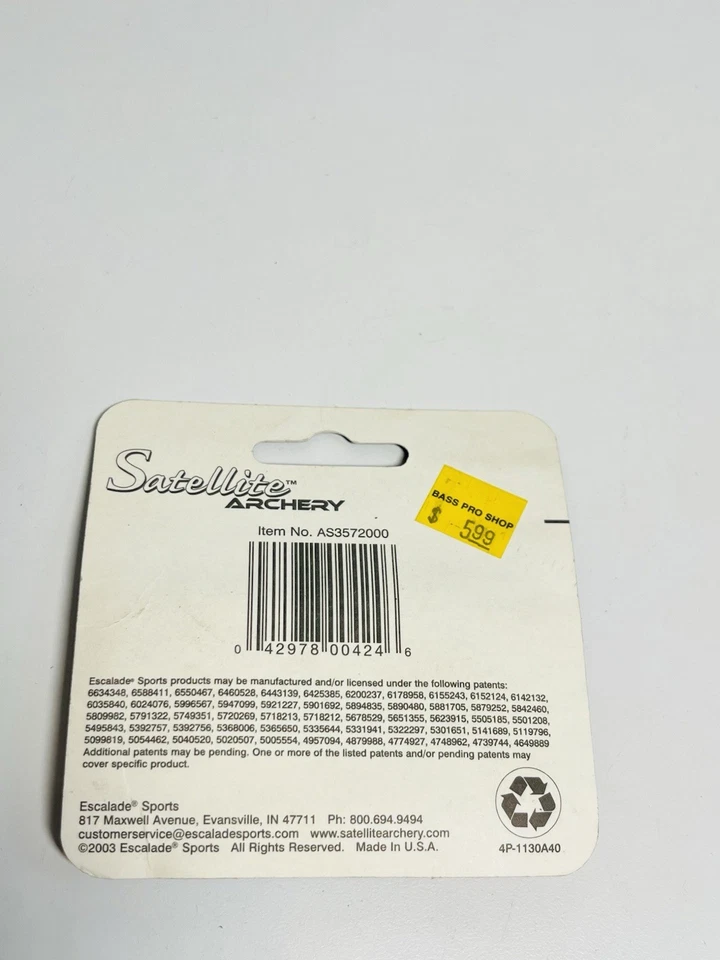 Satellite™
ARCHERY
BASS PRO SHOP
$ 5.99
Item No. AS3572000
0 42978 00424 6
Escalade® Sports products may be manufactured and/or licensed under the following patents:
6634348, 6588411, 6550467, 6460528, 6443139, 6425385, 6200237, 6178958, 6155243, 6152124, 6142132,
6035840, 6024076, 5996567, 5947099, 5921227, 5901692, 5894835, 5890480, 5881705, 5879252, 5842460,
5809982, 5791322, 5749351, 5720269, 5718213, 5718212, 5678529, 5651355, 5623915, 5505185, 5501208,
5495843, 5392757, 5392756, 5368006, 5365650, 5335644, 5331941, 5322297, 5301651, 5141689, 5119796,
5099819, 5054462, 5040520, 5020507, 5005554, 4957094, 4879988, 4774927, 4748962, 4739744, 4649889
Additional patents may be pending. One or more of the listed patents and/or pending patents may
cover specific product.
Escalade® Sports
817 Maxwell Avenue, Evansville, IN 47711 Ph: 800.694.9494
customerservice@escaladesports.com www.satellitearchery.com
©2003 Escalade® Sports All Rights Reserved. Made In U.S.A.
4P-1130A40